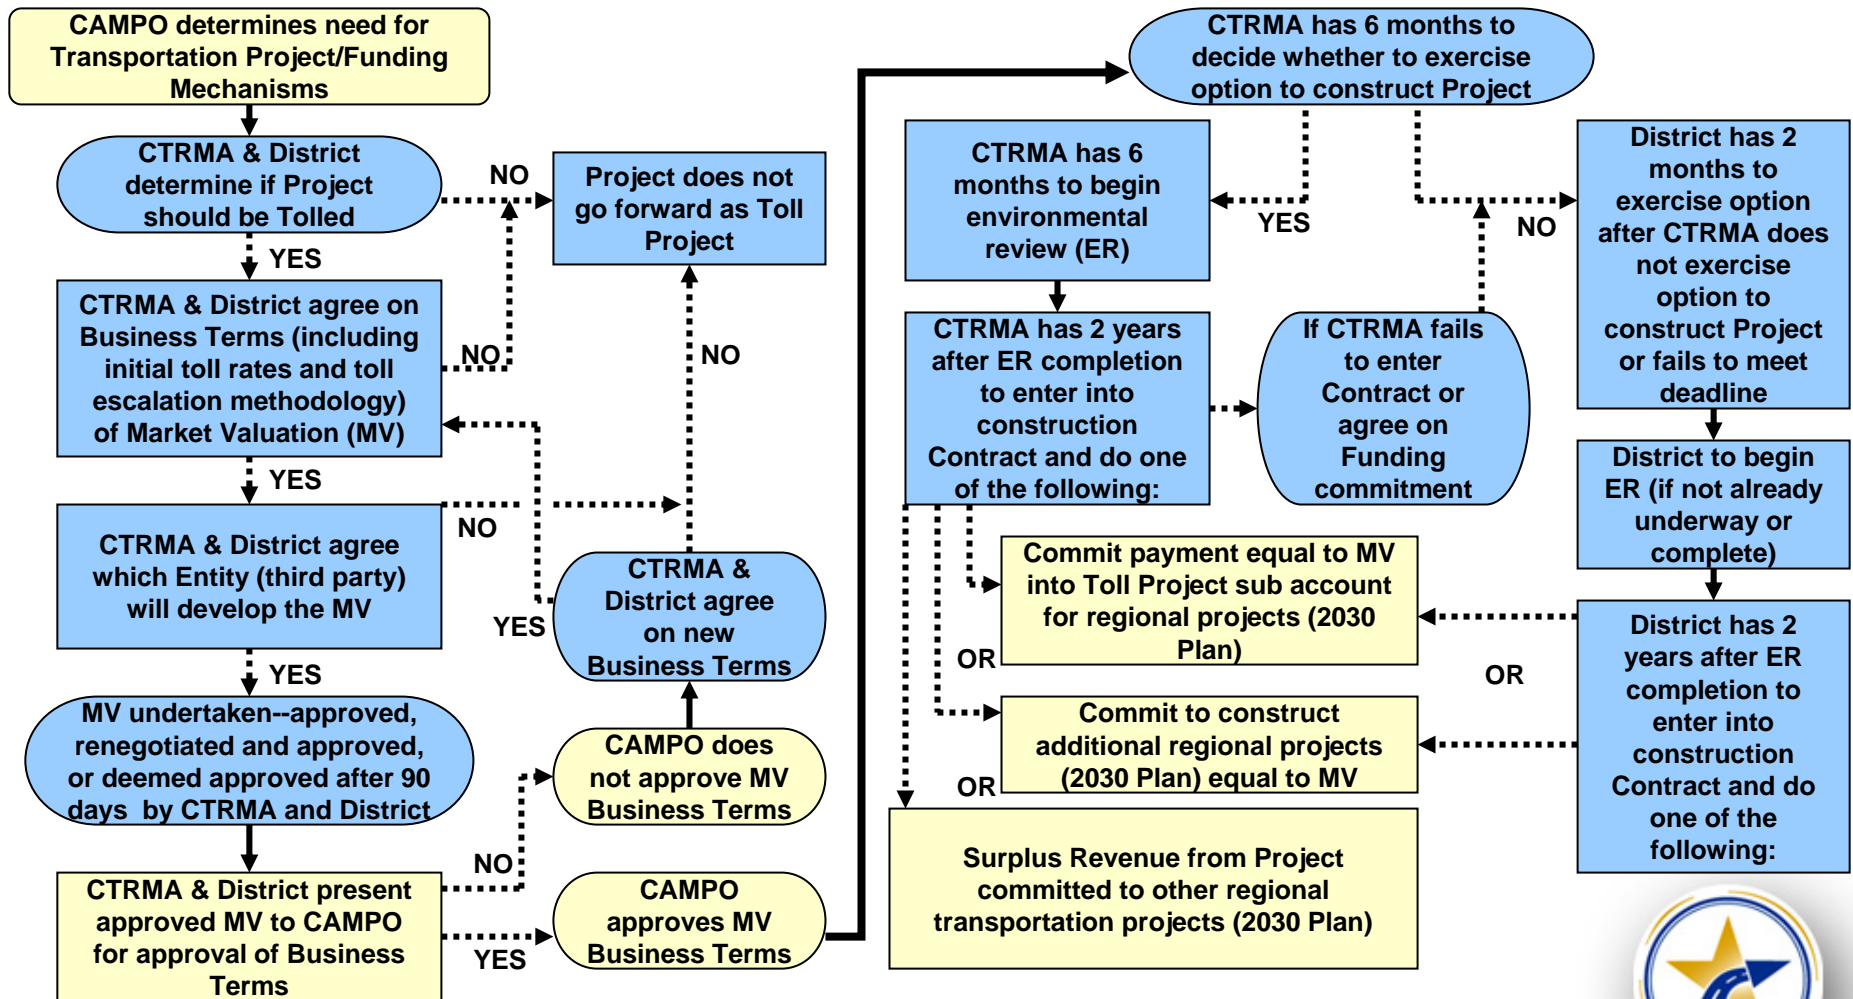 CAMPO determines need for
Transportation Project/Funding
Mechanisms
CTRMA & District
determine if Project
should be Tolled
NO
YES
Project does not
go forward as Toll
Project
CTRMA & District agree on
Business Terms (including
initial toll rates and toll
escalation methodology)
of Market Valuation (MV)
NO
NO
YES
CTRMA & District agree
which Entity (third party)
will develop the MV
NO
YES
CTRMA &
District agree
on new
Business Terms
YES
MV undertaken--approved,
renegotiated and approved,
or deemed approved after 90
days by CTRMA and District
CAMPO does
not approve MV
Business Terms
NO
CTRMA & District present
approved MV to CAMPO
for approval of Business
Terms
YES
CAMPO
approves MV
Business Terms
CTRMA has 6 months to
decide whether to exercise
option to construct Project
CTRMA has 6
months to begin
environmental
review (ER)
YES
NO
District has 2
months to
exercise option
after CTRMA does
not exercise
option to
construct Project
or fails to meet
deadline
CTRMA has 2 years
after ER completion
to enter into
construction
Contract and do one
of the following:
If CTRMA fails
to enter
Contract or
agree on
Funding
commitment
District to begin
ER (if not already
underway or
complete)
Commit payment equal to MV
into Toll Project sub account
for regional projects (2030
Plan)
OR
OR
Commit to construct
additional regional projects
(2030 Plan) equal to MV
OR
District has 2
years after ER
completion to
enter into
construction
Contract and do
one of the
following:
Surplus Revenue from Project
committed to other regional
transportation projects (2030 Plan)